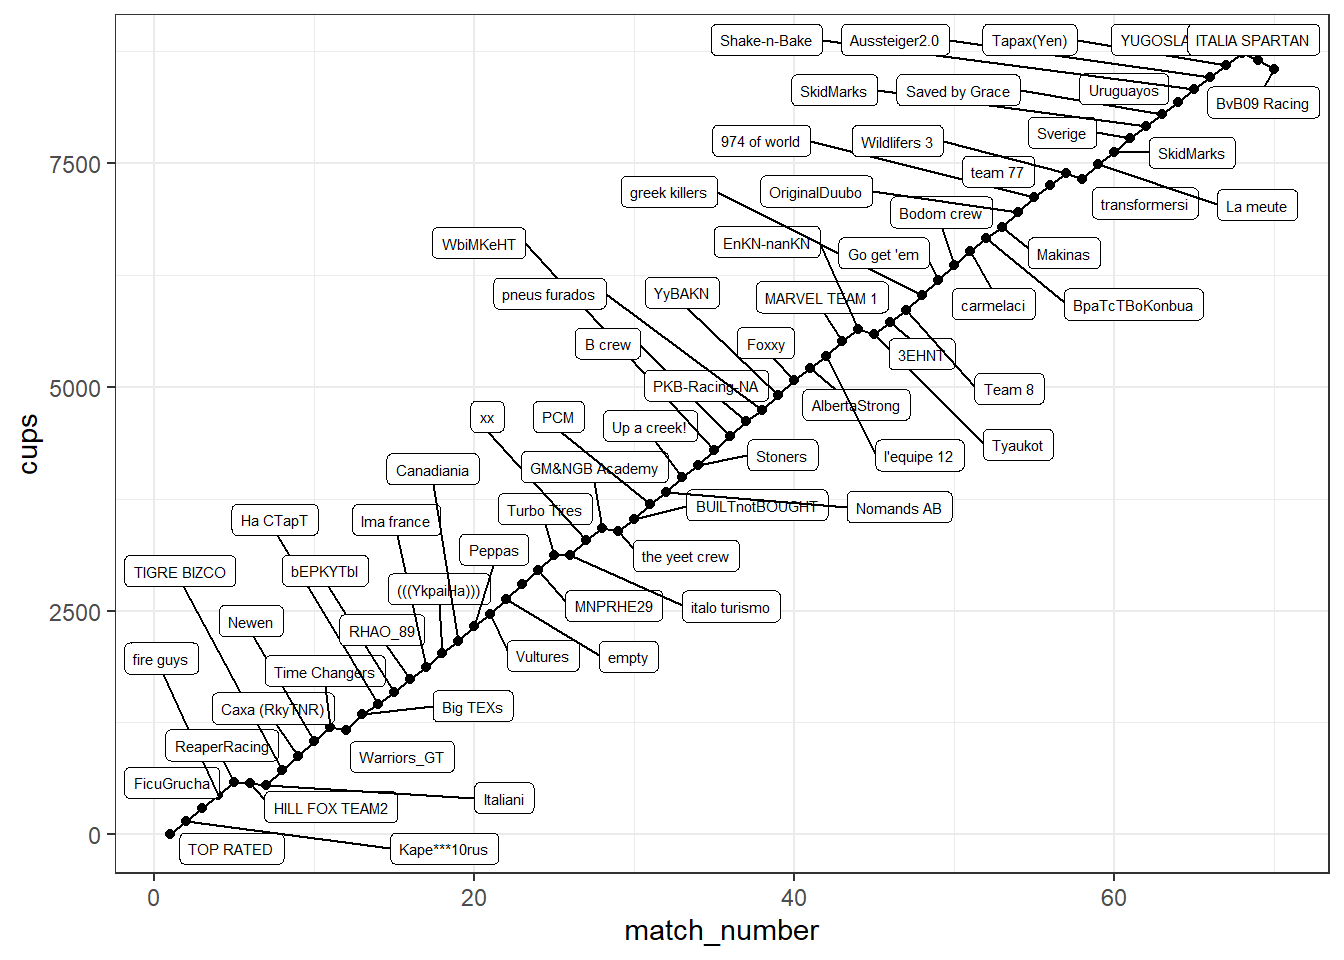 Shake-n-Bake
Aussteiger2.0
Tapax(Yen)
YUGOSLA
ITALIA SPARTAN
SkidMarks
Saved by Grace
Uruguayos
BvB09 Racing
974 of world
Wildlifers 3
Sverige
SkidMarks
7500
team 77
greek killers
OriginalDuubo
transformersi
La meute
Bodom crew
WbiMKeHT
EnKN-nanKN
Go get 'em
Makinas
pneus furados
YyBAKN
MARVEL TEAM 1
carmelaci
BpaTcTBoKonbua
B crew
Foxxy
3EHNT
5000
PKB-Racing-NA
Team 8
AlbertaStrong
xx
PCM
Up a creek!
Tyaukot
Canadiania
GM&NGB Academy
Stoners
l'equipe 12
Ha CTapT
Ima france
Turbo Tires
BUILTnotBOUGHT
Nomands AB
TIGRE BIZCO
bEPKYTbl
Peppas
the yeet crew
2500
(((YkpaiHa)))
MNPRHE29
italo turismo
Newen
RHAO_89
fire guys
Time Changers
Vultures
empty
Caxa (RkyTNR)
Big TEXs
ReaperRacing
Warriors_GT
FicuGrucha
HILL FOX TEAM2
Italiani
0
TOP RATED
Kape***10rus
0
20
40
60
match_number
cups